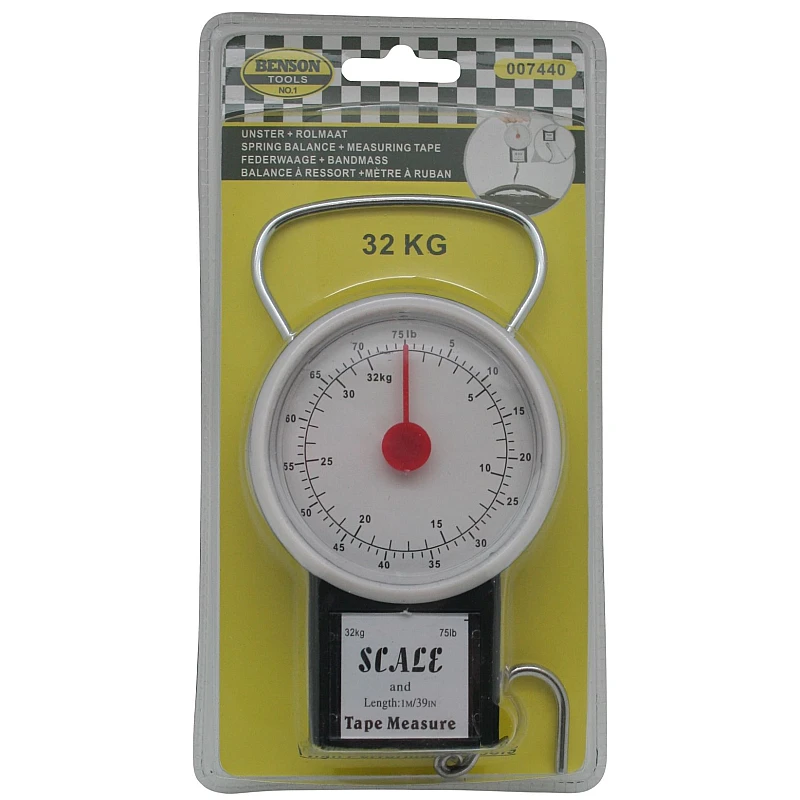 BENSON
TOOLS
NO.1
007440
UNSTER + ROLMAAT
SPRING BALANCE + MEASURING TAPE
FEDERWAAGE + BANDMASS
BALANCE À RESSORT +MÈTRE À RUBAN
32 KG
75lb
5
10
15
20
25
30
35
40
45
50
55
60
65
70
32kg
5
10
15
20
25
30
32kg 75lb
SCALE
and
Length:1M/39IN
Tape Measure